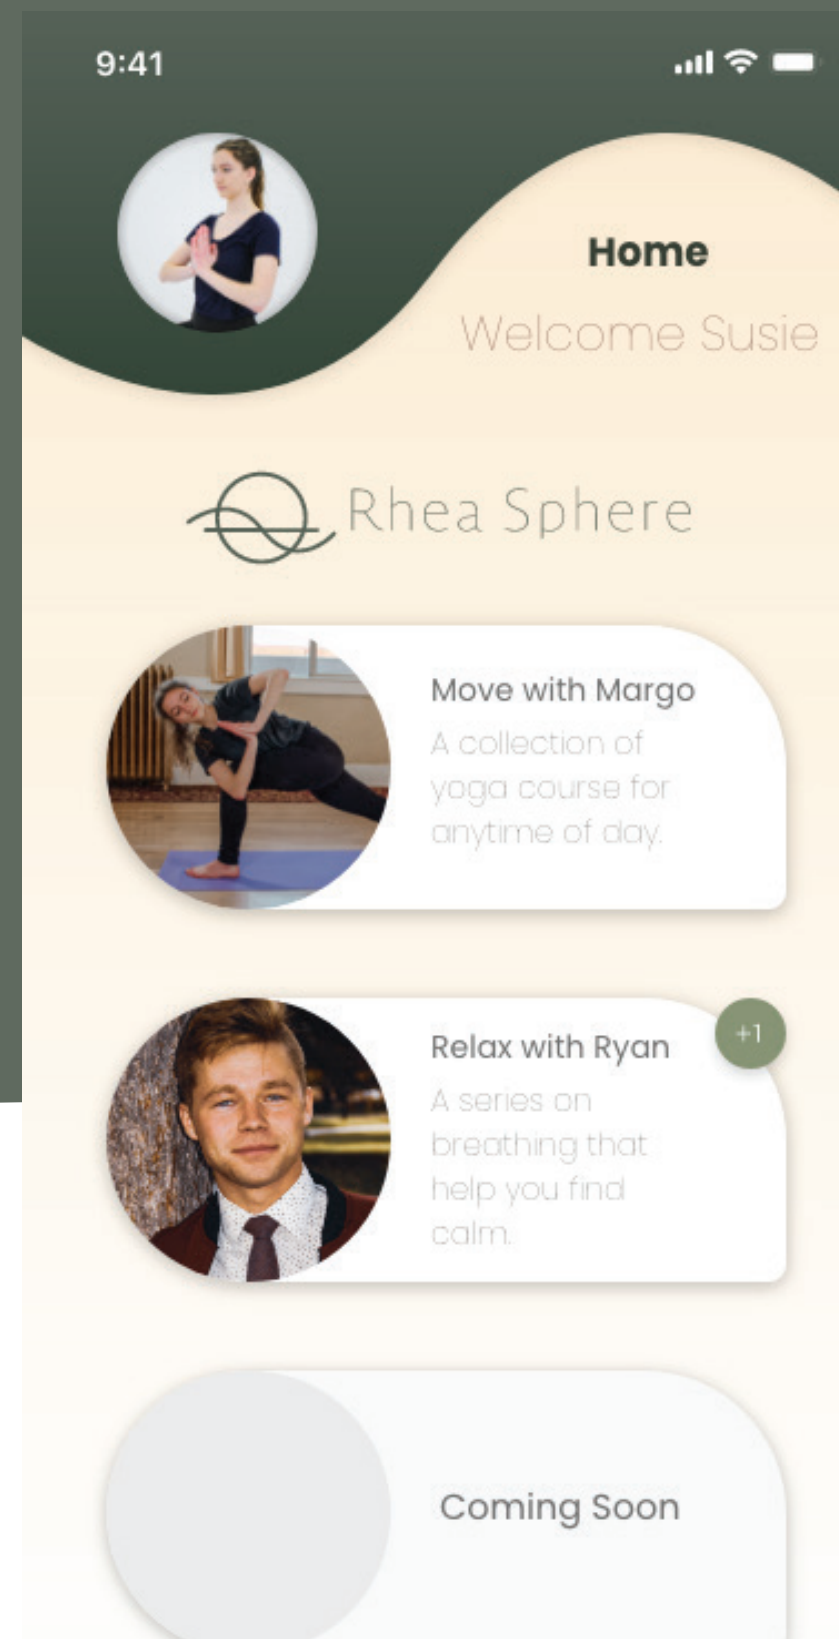 9:41
Home
Welcome Susie
Rhea Sphere
Move with Margo
A collection of
yoga course for
anytime of day.
+1
Relax with Ryan
A series on
breathing that
help you find
calm.
Coming Soon